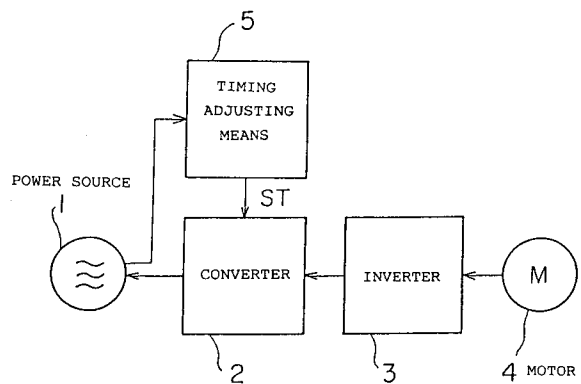 5
TIMING
ADJUSTING
MEANS
POWER SOURCE
1
ST
CONVERTER
INVERTER
M
2
3
4 MOTOR